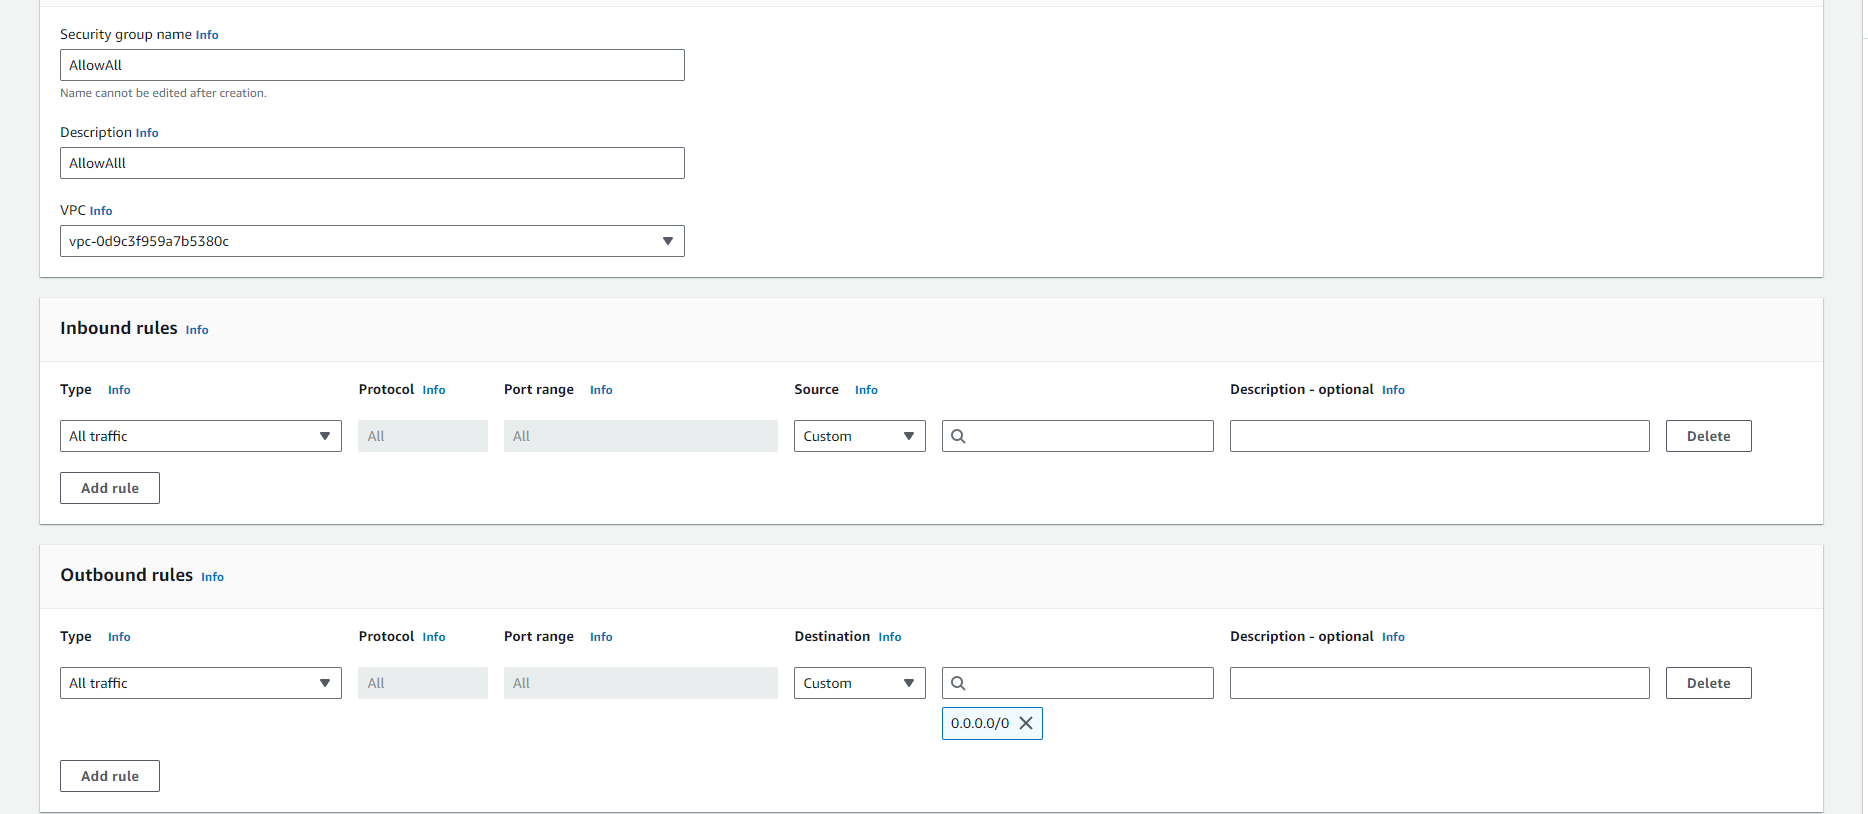 Security group name Info
AllowAll
Name cannot be edited after creation.
Description Info
AllowAlll
VPC Info
vpc-0d9c3f959a7b5380c
Inbound rules Info
Type Info Protocol Info Port range Info Source Info Description - optional Info
All traffic All All Custom Delete
Add rule
Outbound rules Info
Type Info Protocol Info Port range Info Destination Info Description - optional Info
All traffic All All Custom Delete
0.0.0.0/0
Add rule